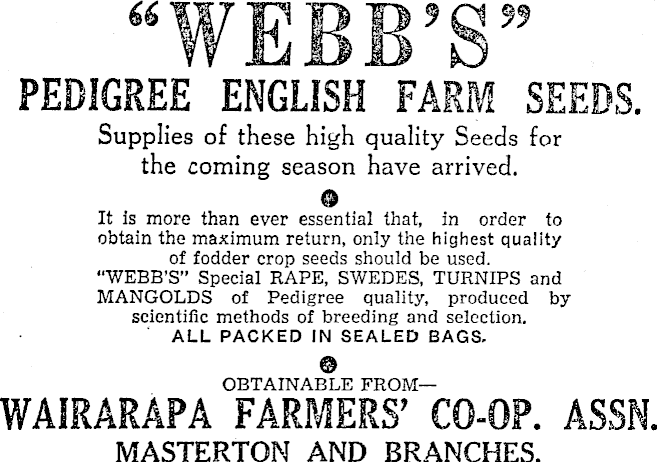 "WEBB'S"
PEDIGREE ENGLISH FARM SEEDS.
Supplies of these high quality Seeds for
the coming season have arrived.
It is more than ever essential that, in order to
obtain the maximum return, only the highest quality
of fodder crop seeds should be used.
"WEBB'S" Special RAPE, SWEDES, TURNIPS and
MANGOLDS of Pedigree quality, produced by
scientific methods of breeding and selection.
ALL PACKED IN SEALED BAGS.
OBTAINABLE FROM—
WAIRARAPA FARMERS' CO-OP. ASSN.
MASTERTON AND BRANCHES.